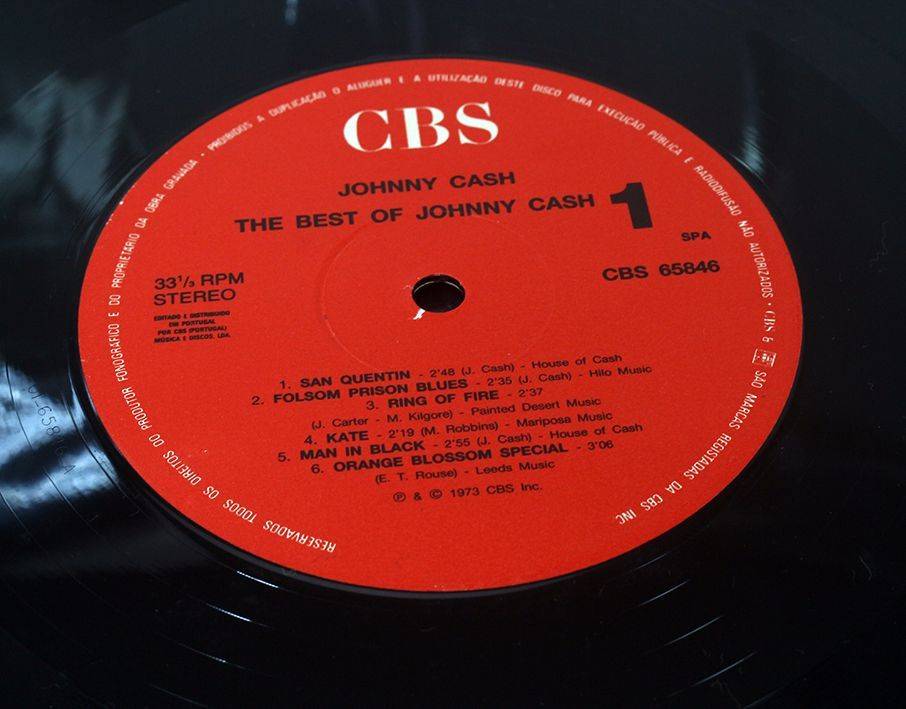 RESERVADOS TODOS OS DIREITOS DO PRODUTOR FONOGRÁFICO E DO PROPRIETÁRIO DA OBRA GRAVADA • PROIBIDOS A DUPLICAÇÃO O ALUGUER E A UTILIZAÇÃO DESTE DISCO PARA EXECUÇÃO PÚBLICA E RADIODIFUSÃO NÃO AUTORIZADOS • CBS & SÃO MARCAS REGISTADAS DA CBS INC
CBS
JOHNNY CASH
THE BEST OF JOHNNY CASH 1
SPA
33 1/3 RPM CBS 65846
STEREO
EDITADO E DISTRIBUIDO
EM PORTUGAL
POR CBS (PORTUGAL)
MÚSICA E DISCOS, LDA.
1. SAN QUENTIN - 2'48 (J. Cash) - House of Cash
2. FOLSOM PRISON BLUES - 2'35 (J. Cash) - Hilo Music
3. RING OF FIRE - 2'37
(J. Carter - M. Kilgore) - Painted Desert Music
4. KATE - 2'19 (M. Robbins) - Mariposa Music
5. MAN IN BLACK - 2'55 (J. Cash) - House of Cash
6. ORANGE BLOSSOM SPECIAL - 3'06
(E. T. Rouse) - Leeds Music
℗ & © 1973 CBS Inc.